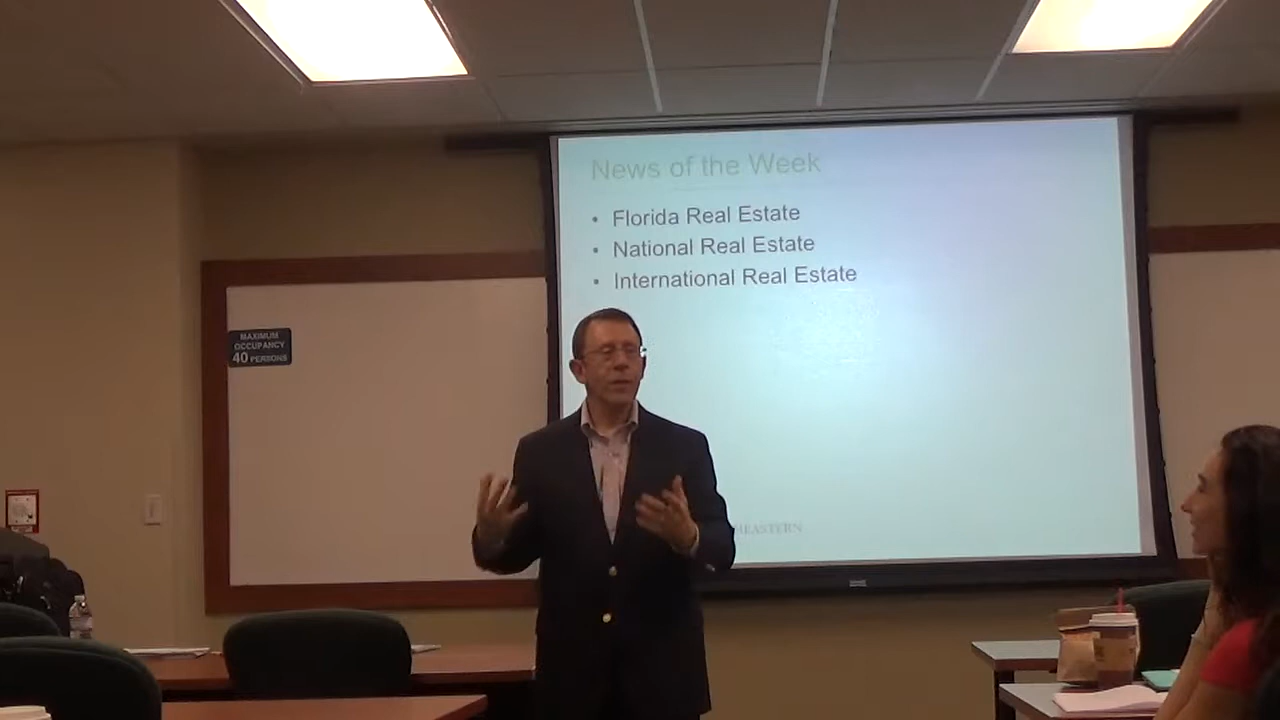 News of the Week
• Florida Real Estate
• National Real Estate
• International Real Estate
MAXIMUM
OCCUPANCY
40 PERSONS